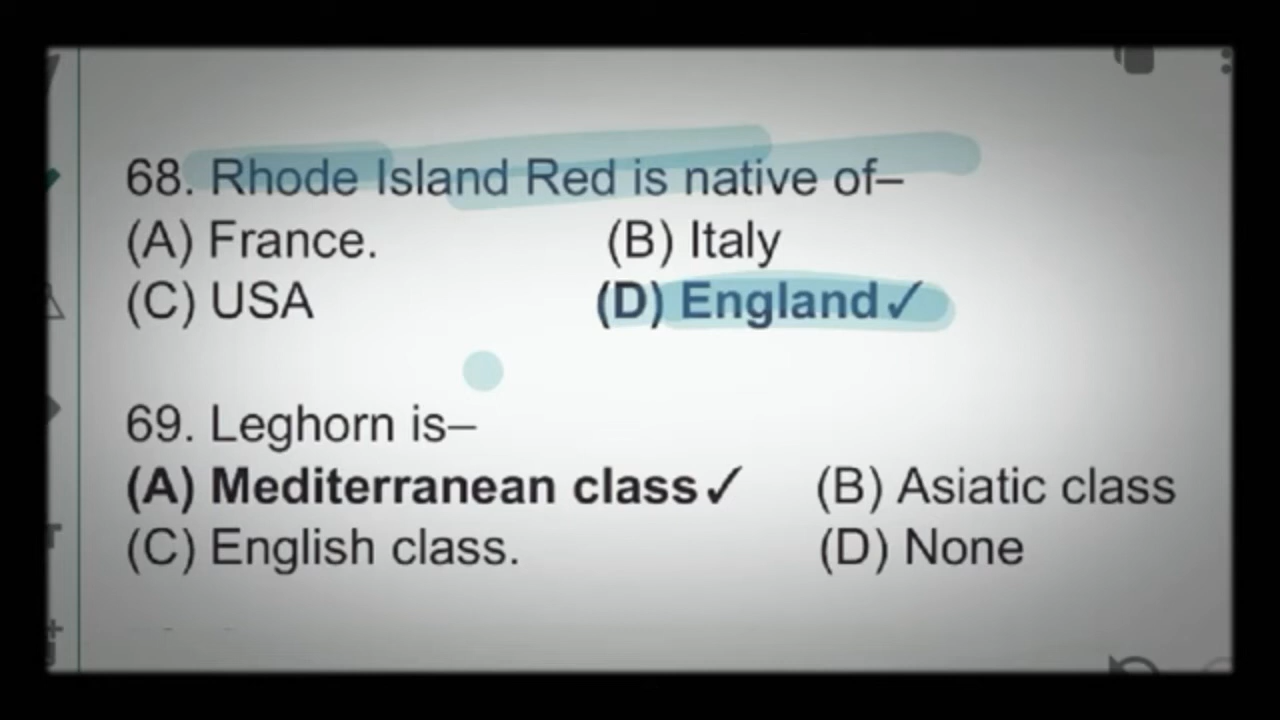 68. Rhode Island Red is native of–
(A) France. (B) Italy
(C) USA (D) England✓
69. Leghorn is–
(A) Mediterranean class✓ (B) Asiatic class
(C) English class. (D) None